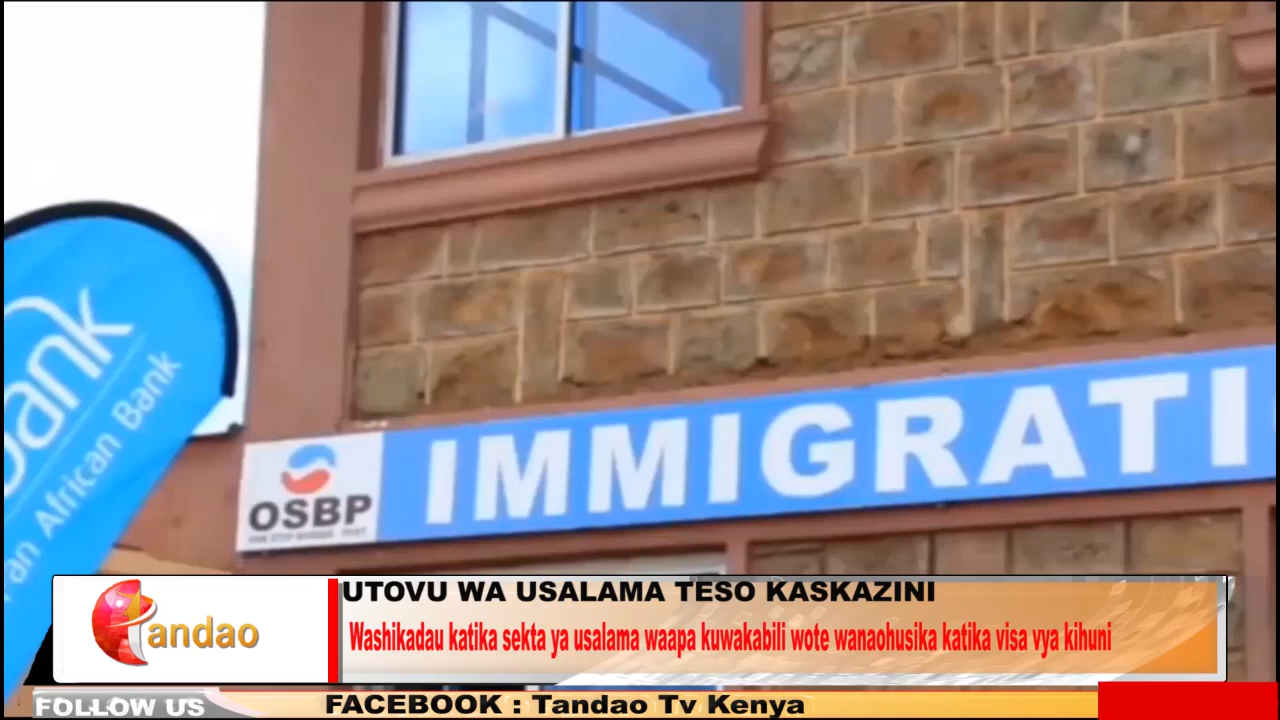 bank
an African Bank
IMMIGRATI
OSBP
UTOVU WA USALAMA TESO KASKAZINI
Washikadau katika sekta ya usalama waapa kuwakabili wote wanaohusika katika visa vya kihuni
andao
FOLLOW US
FACEBOOK : Tandao Tv Kenya